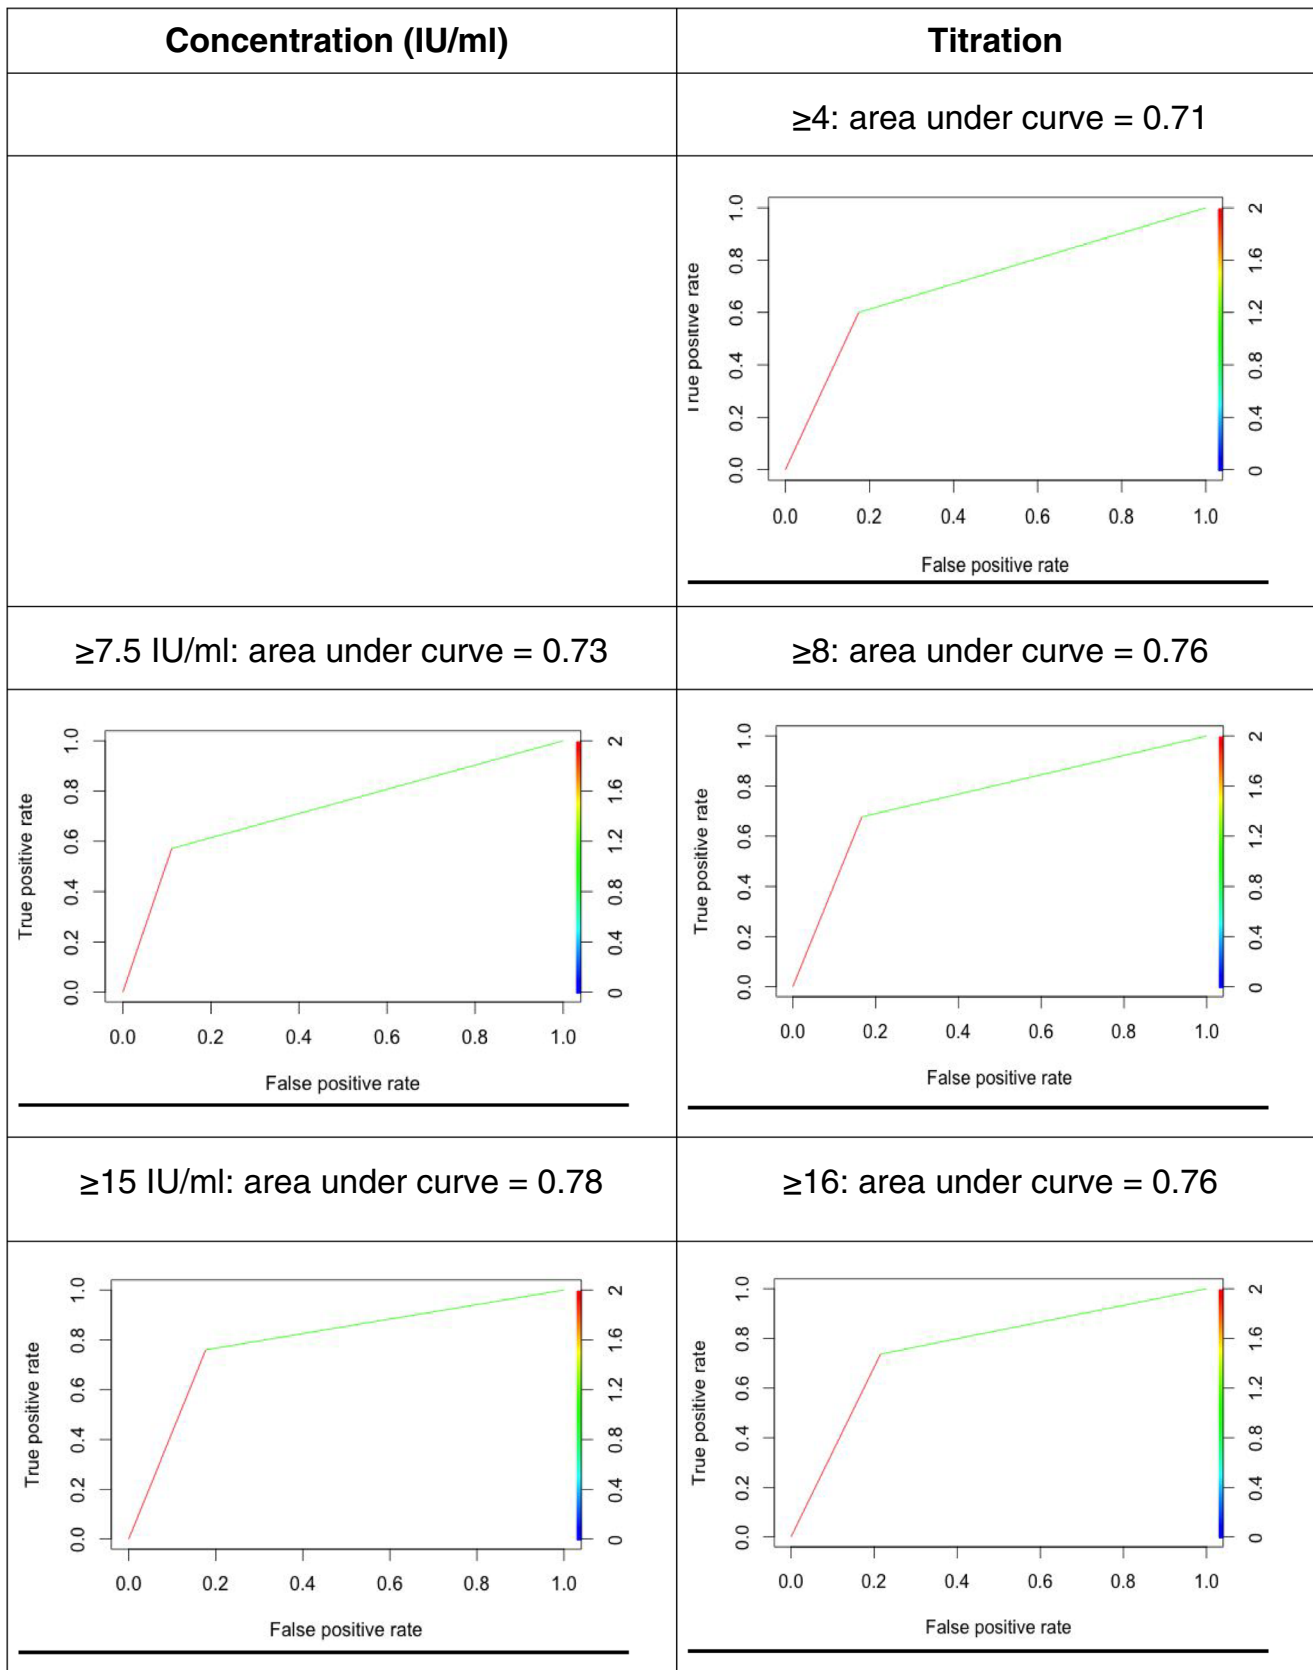 Concentration (IU/ml)
Titration
≥4: area under curve = 0.71
True positive rate
0.0 0.2 0.4 0.6 0.8 1.0
0 0.4 0.8 1.2 1.6 2
0.0 0.2 0.4 0.6 0.8 1.0
False positive rate
≥7.5 IU/ml: area under curve = 0.73
≥8: area under curve = 0.76
True positive rate
0.0 0.2 0.4 0.6 0.8 1.0
0 0.4 0.8 1.2 1.6 2
0.0 0.2 0.4 0.6 0.8 1.0
False positive rate
True positive rate
0.0 0.2 0.4 0.6 0.8 1.0
0 0.4 0.8 1.2 1.6 2
0.0 0.2 0.4 0.6 0.8 1.0
False positive rate
≥15 IU/ml: area under curve = 0.78
≥16: area under curve = 0.76
True positive rate
0.0 0.2 0.4 0.6 0.8 1.0
0 0.4 0.8 1.2 1.6 2
0.0 0.2 0.4 0.6 0.8 1.0
False positive rate
True positive rate
0.0 0.2 0.4 0.6 0.8 1.0
0 0.4 0.8 1.2 1.6 2
0.0 0.2 0.4 0.6 0.8 1.0
False positive rate